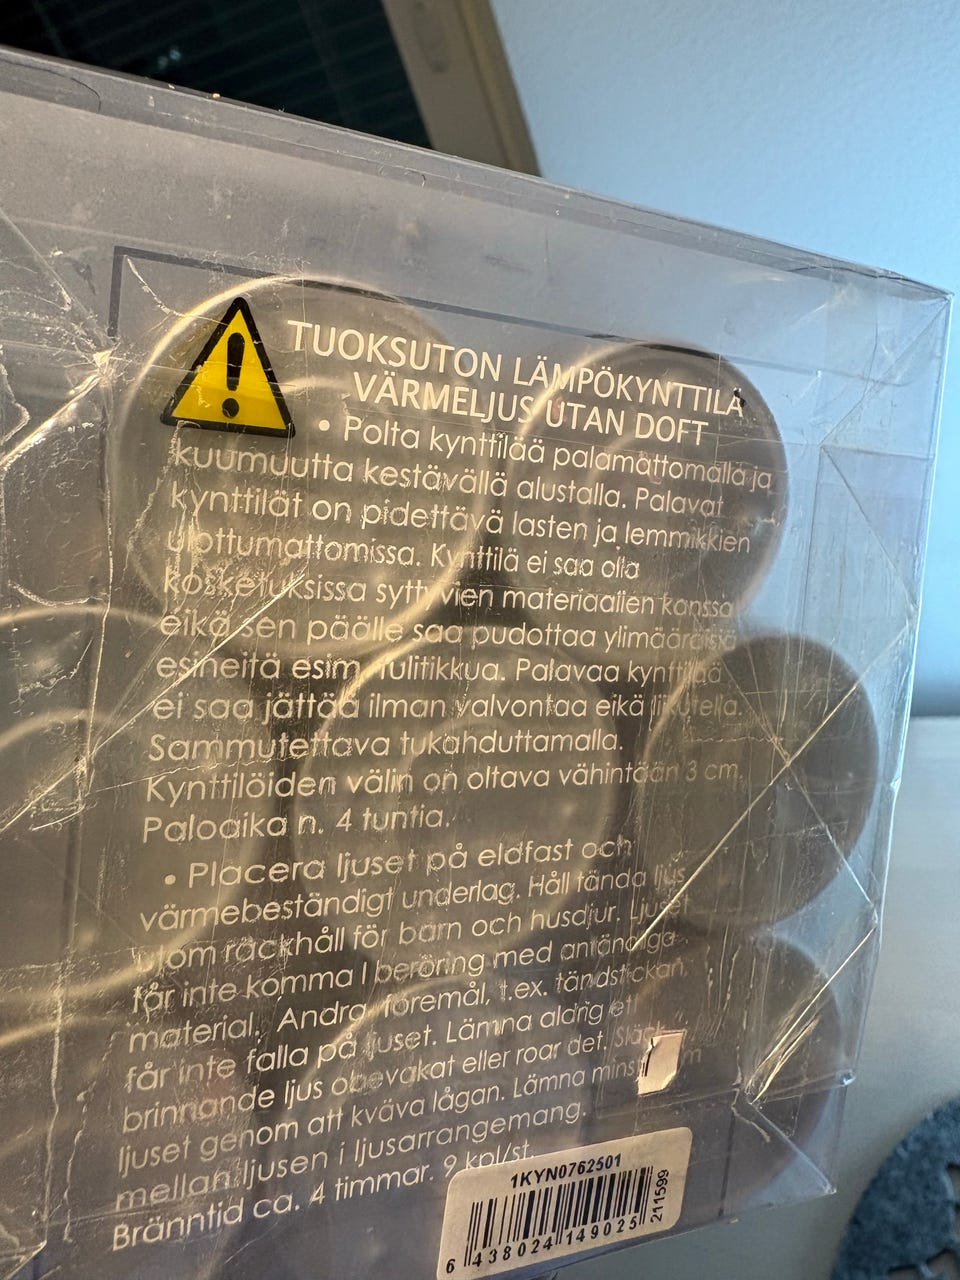 TUOKSUTON LÄMPÖKYNTTILÄ
VÄRMELJUS UTAN DOFT
• Polta kynttilää palamattomalla ja
kuumuutta kestävällä alustalla. Palavat
kynttilät on pidettävä lasten ja lemmikkien
ulottumattomissa. Kynttilä ei saa olla
kosketuksissa syttyvien materiaalien kanssa
eikä sen päälle saa pudottaa ylimääräisiä
esineitä esim. tulitikkua. Palavaa kynttilää
ei saa jättää ilman valvontaa eikä liikutella.
Sammutettava tukahduttamalla.
Kynttilöiden välin on oltava vähintään 3 cm.
Paloaika n. 4 tuntia.
• Placera ljuset på eldfast och
värmebeständigt underlag. Håll tända ljus
utom räckhåll för barn och husdjur. Ljuset
får inte komma I beröring med antändliga
material. Andra föremål, t.ex. tändstickan,
får inte falla på ljuset. Lämna aldrig ett
brinnande ljus obevakat eller roar det. Släck
ljuset genom att kväva lågan. Lämna minst
mellan ljusen i ljusarrangemang.
Bränntid ca. 4 timmar. 9 kpl/st.
1KYN0762501
211599
6 438024 149025